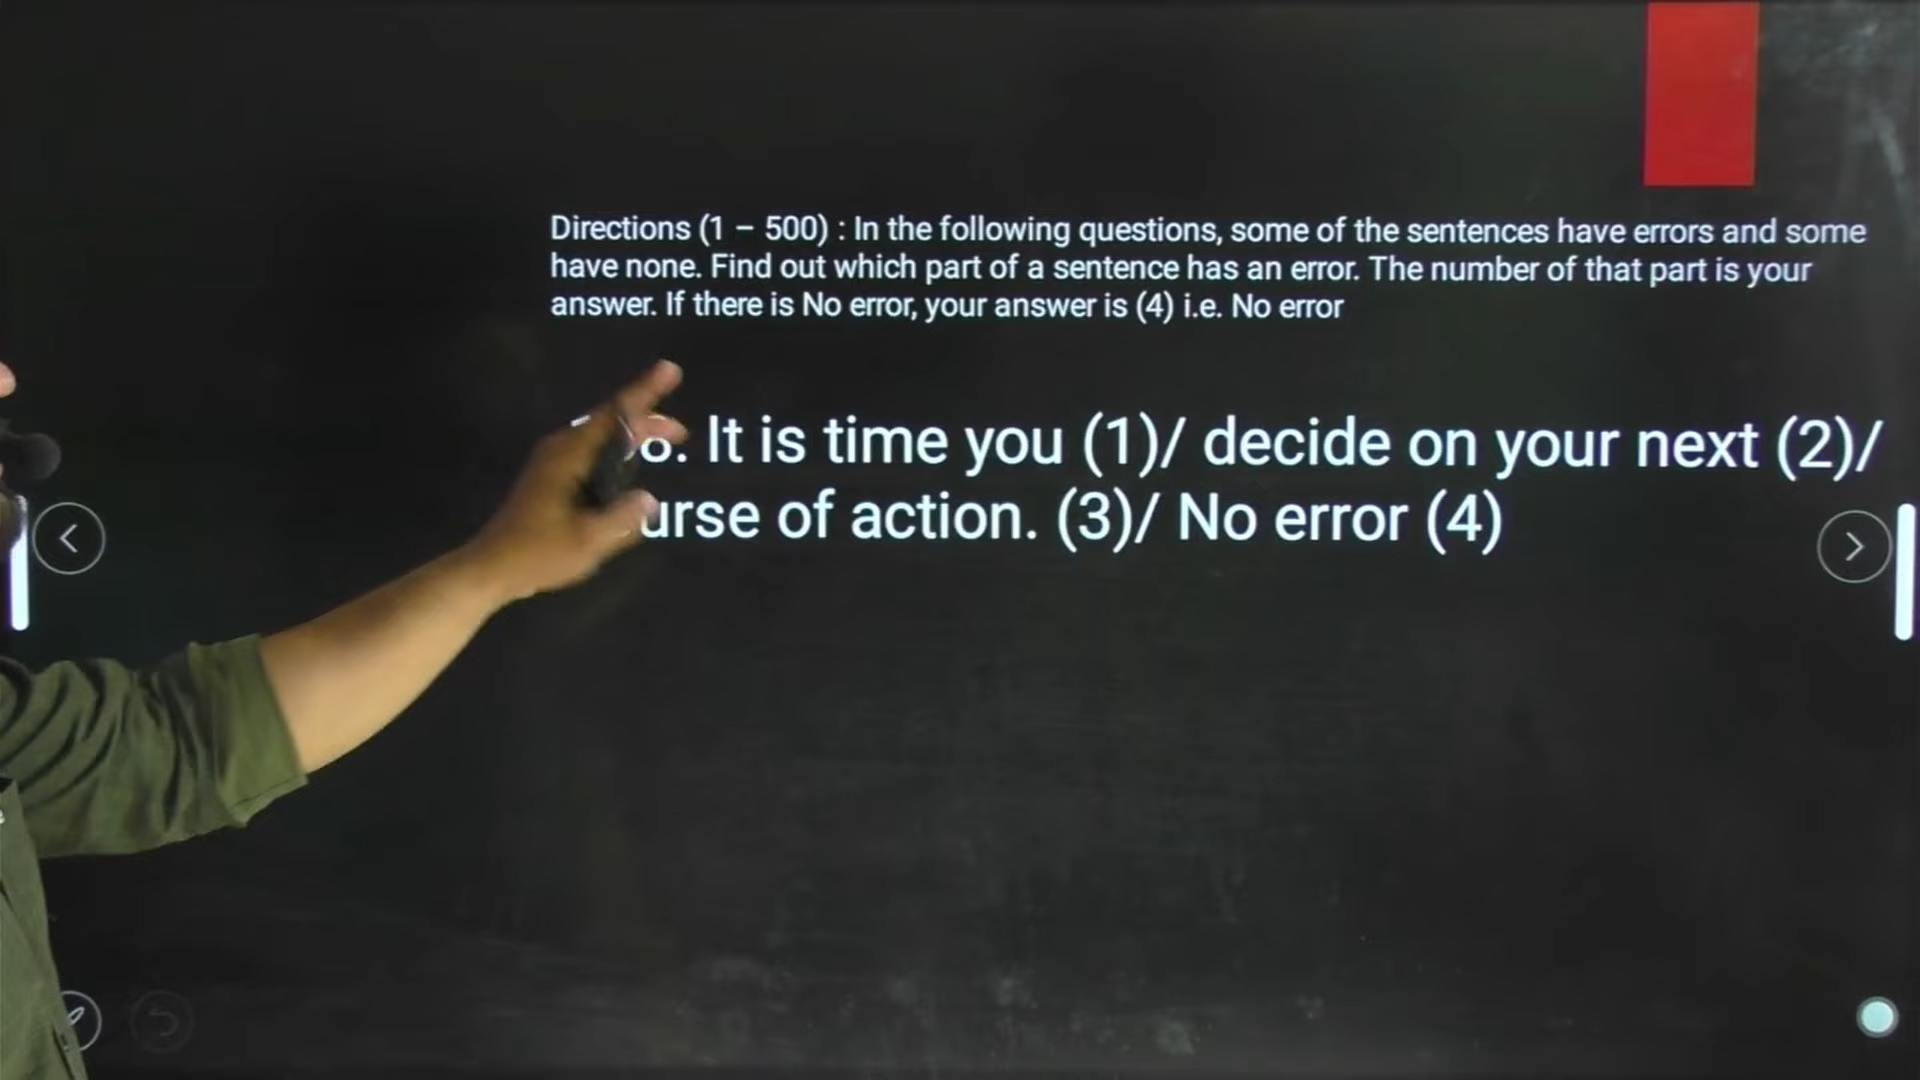 Directions (1 – 500) : In the following questions, some of the sentences have errors and some
have none. Find out which part of a sentence has an error. The number of that part is your
answer. If there is No error, your answer is (4) i.e. No error
It is time you (1)/ decide on your next (2)/
of action. (3)/ No error (4)